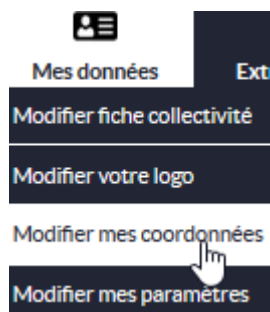 Mes données
Ext
Modifier fiche collectivité
Modifier votre logo
Modifier mes coordonnées
Modifier mes paramètres